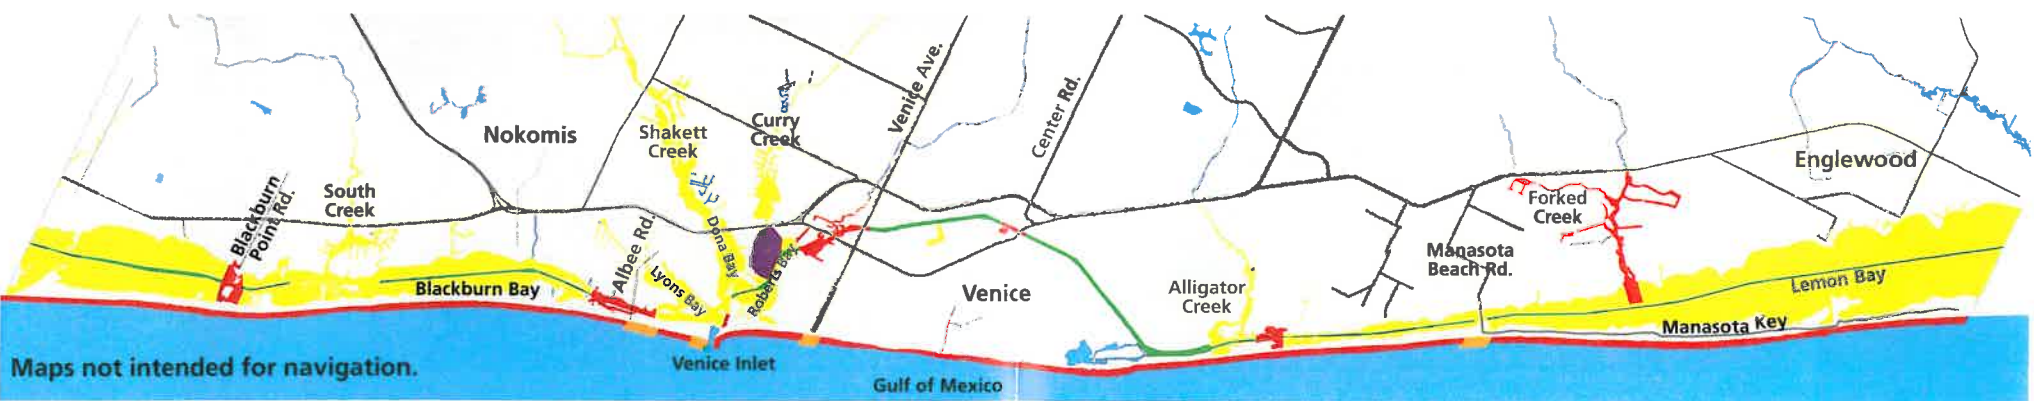 Nokomis
Shakett
Creek
Curry
Creek
Venice Ave.
Center Rd.
Englewood
Blackburn
Point Rd.
South
Creek
Albee Rd.
Dona Bay
Lyons Bay
Roberts Bay
Forked
Creek
Manasota
Beach Rd.
Blackburn Bay
Venice
Alligator
Creek
Lemon Bay
Manasota Key
Maps not intended for navigation.
Venice Inlet
Gulf of Mexico